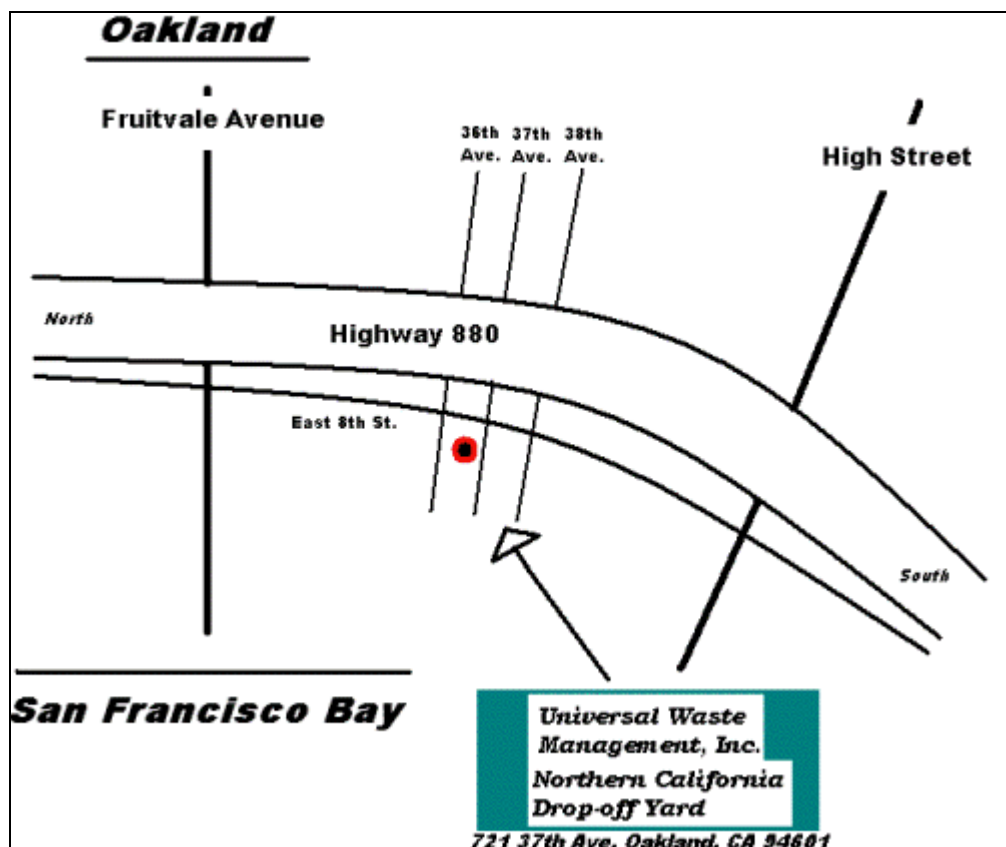 Oakland
Fruitvale Avenue
36th
Ave.
37th
Ave.
38th
Ave.
High Street
North
Highway 880
East 8th St.
South
San Francisco Bay
Universal Waste
Management, Inc.
Northern California
Drop-off Yard
721 37th Ave. Oakland, CA 94601